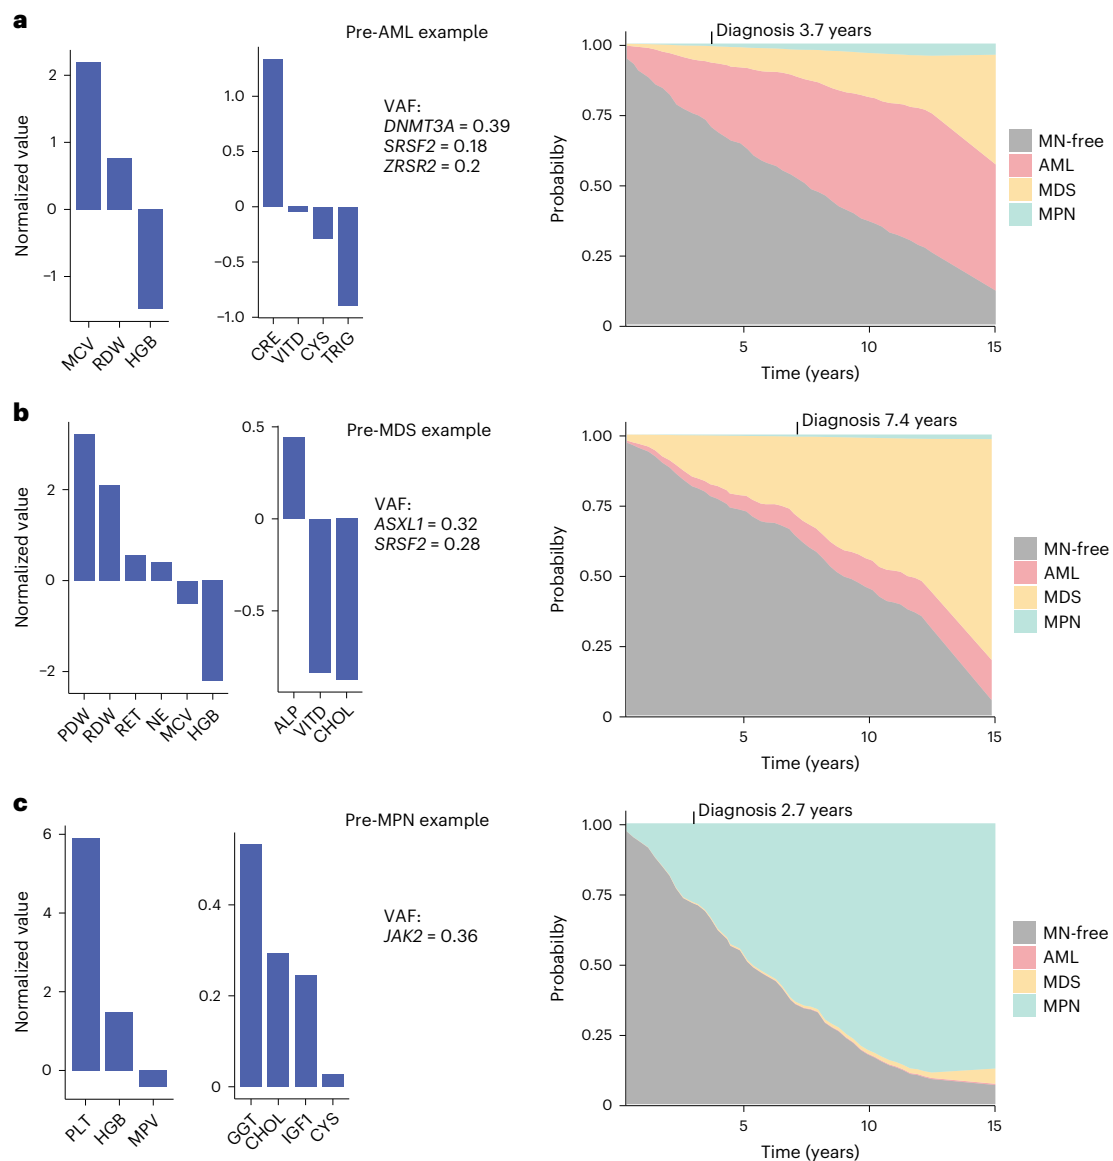 a
Pre-AML example
Diagnosis 3.7 years
Normalized value
2
1
0
−1
MCV
RDW
HGB
1.0
0.5
0
−0.5
−1.0
CRE
VITD
CYS
TRIG
VAF:
DNMT3A = 0.39
SRSF2 = 0.18
ZRSR2 = 0.2
Probabilby
1.00
0.75
0.50
0.25
0
5
10
15
Time (years)
MN-free
AML
MDS
MPN
b
Pre-MDS example
Diagnosis 7.4 years
Normalized value
2
0
−2
PDW
RDW
RET
NE
MCV
HGB
0.5
0
−0.5
ALP
VITD
CHOL
VAF:
ASXL1 = 0.32
SRSF2 = 0.28
Probabilby
1.00
0.75
0.50
0.25
0
5
10
15
Time (years)
MN-free
AML
MDS
MPN
c
Pre-MPN example
Diagnosis 2.7 years
Normalized value
6
4
2
0
PLT
HGB
MPV
0.4
0.2
0
GGT
CHOL
IGF1
CYS
VAF:
JAK2 = 0.36
Probabilby
1.00
0.75
0.50
0.25
0
5
10
15
Time (years)
MN-free
AML
MDS
MPN